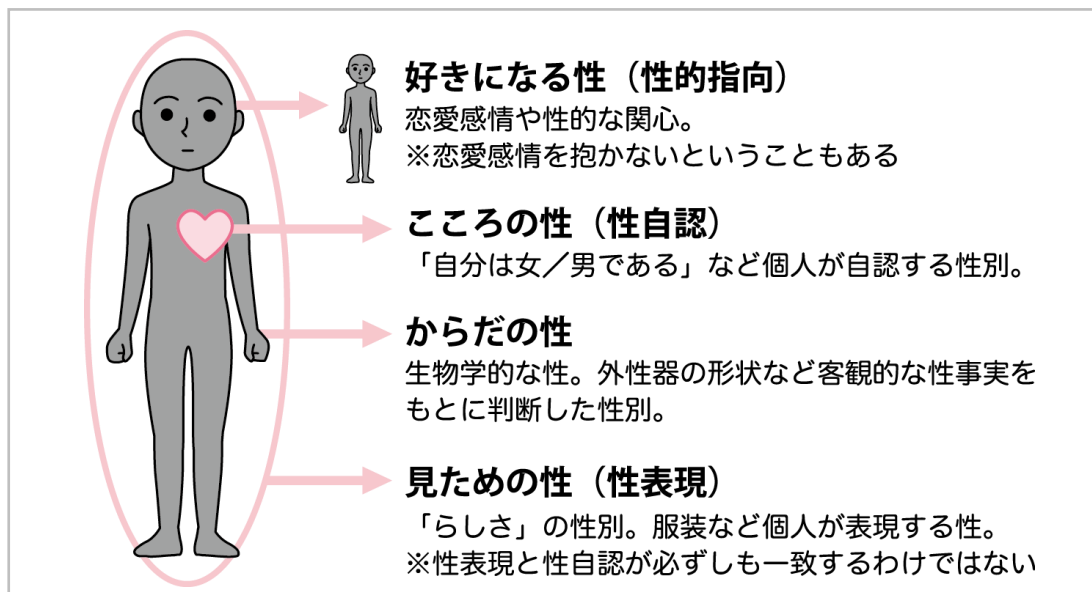 好きになる性（性的指向）
恋愛感情や性的な関心。
※恋愛感情を抱かないということもある
こころの性（性自認）
「自分は女／男である」など個人が自認する性別。
からだの性
生物学的な性。外性器の形状など客観的な性事実を
もとに判断した性別。
見ための性（性表現）
「らしさ」の性別。服装など個人が表現する性。
※性表現と性自認が必ずしも一致するわけではない